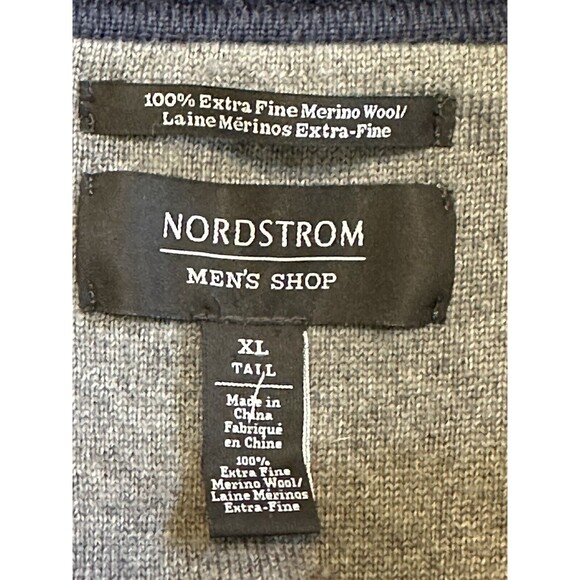 100% Extra Fine Merino Wool/
Laine Mérinos Extra-Fine
NORDSTROM
MEN'S SHOP
XL
TALL
Made in
China
Fabriqué
en Chine
100%
Extra Fine
Merino Wool/
Laine Mérinos
Extra-Fine